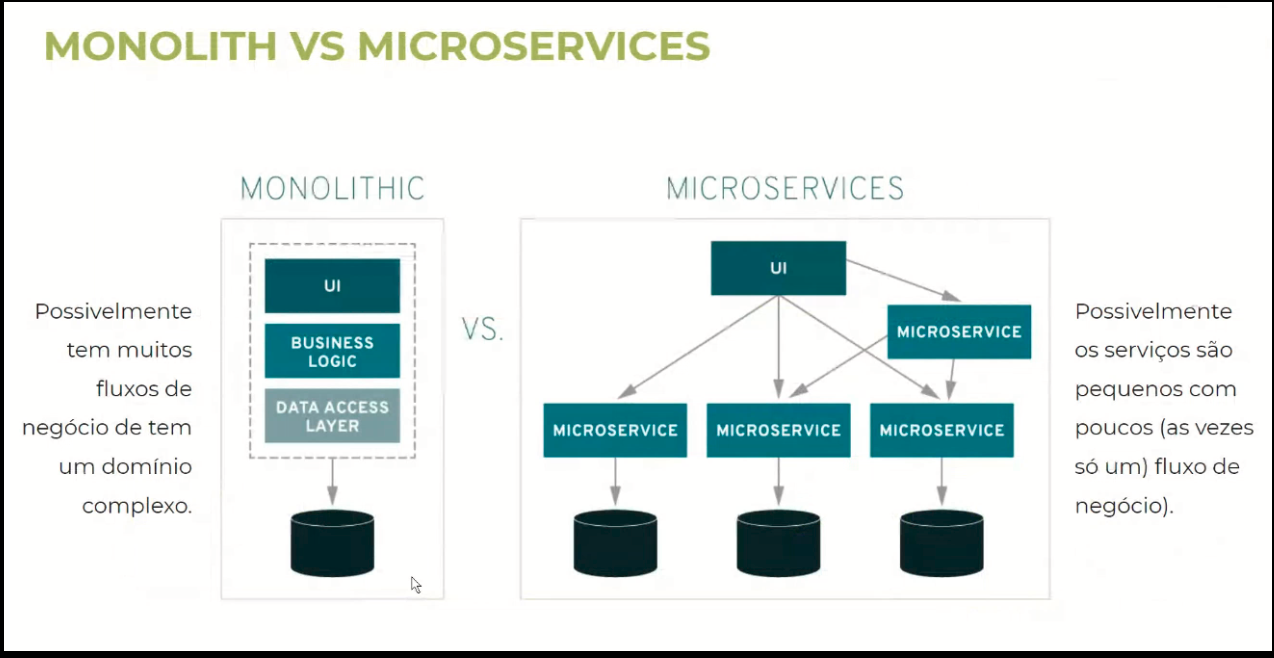 MONOLITH VS MICROSERVICES
MONOLITHIC
UI
BUSINESS
LOGIC
DATA ACCESS
LAYER
Possivelmente
tem muitos
fluxos de
negócio de tem
um domínio
complexo.
VS.
MICROSERVICES
UI
MICROSERVICE
MICROSERVICE
MICROSERVICE
MICROSERVICE
Possivelmente
os serviços são
pequenos com
poucos (as vezes
só um) fluxo de
negócio).